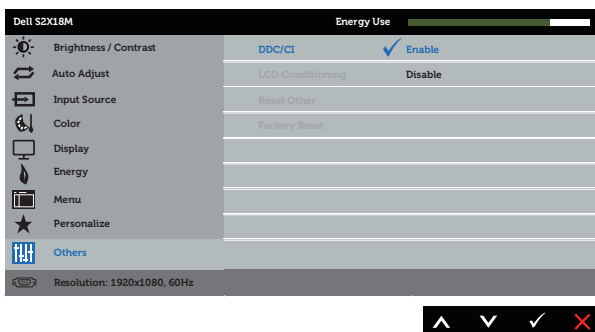 Dell S2X18M Energy Use
Brightness / Contrast DDC/CI Enable
Auto Adjust LCD Conditioning Disable
Input Source Reset Other
Color Factory Reset
Display
Energy
Menu
Personalize
Others
Resolution: 1920x1080, 60Hz